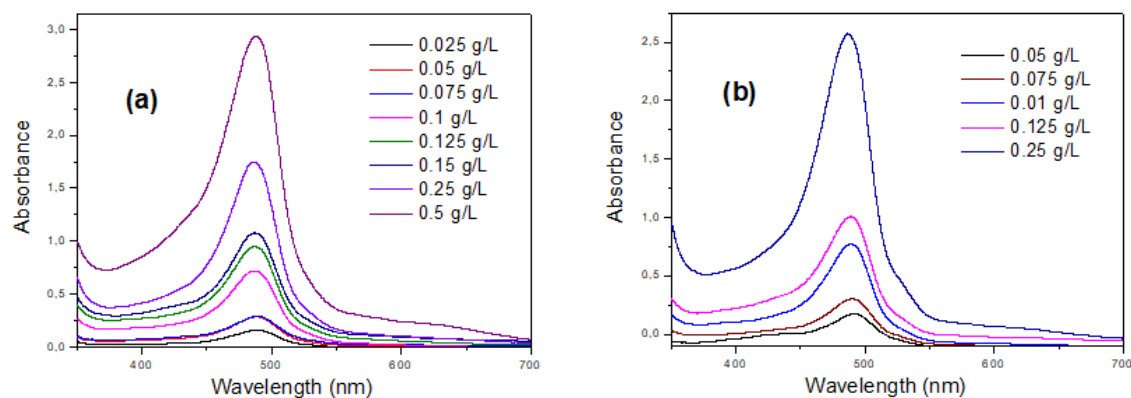 (a)
Absorbance
3,0
2,5
2,0
1,5
1,0
0,5
0,0
0.025 g/L
0.05 g/L
0.075 g/L
0.1 g/L
0.125 g/L
0.15 g/L
0.25 g/L
0.5 g/L
400 500 600 700
Wavelength (nm)
(b)
Absorbance
2,5
2,0
1,5
1,0
0,5
0,0
0.05 g/L
0.075 g/L
0.01 g/L
0.125 g/L
0.25 g/L
400 500 600 700
Wavelength (nm)